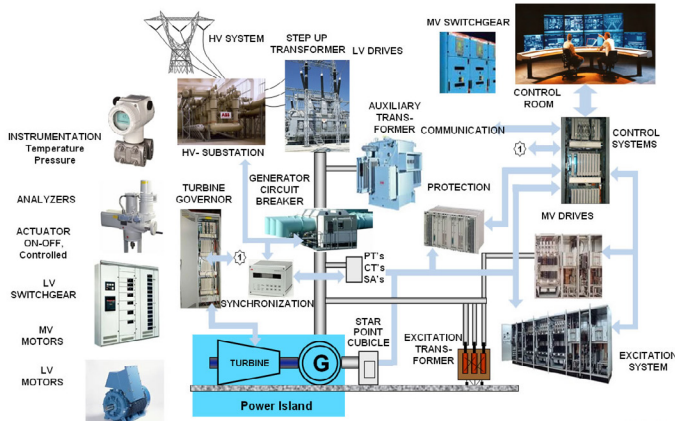 HV SYSTEM
STEP UP
TRANSFORMER
LV DRIVES
MV SWITCHGEAR
CONTROL
ROOM
AUXILIARY
TRANS-
FORMER
COMMUNICATION
CONTROL
SYSTEMS
INSTRUMENTATION
Temperature
Pressure
HV- SUBSTATION
ABB
1
ANALYZERS
TURBINE
GOVERNOR
GENERATOR
CIRCUIT
BREAKER
PROTECTION
MV DRIVES
ACTUATOR
ON-OFF,
Controlled
1
PT's
CT's
SA's
SYNCHRONIZATION
LV
SWITCHGEAR
MV
MOTORS
STAR
POINT
CUBICLE
EXCITATION
TRANS-
FORMER
EXCITATION
SYSTEM
TURBINE
G
LV
MOTORS
Power Island